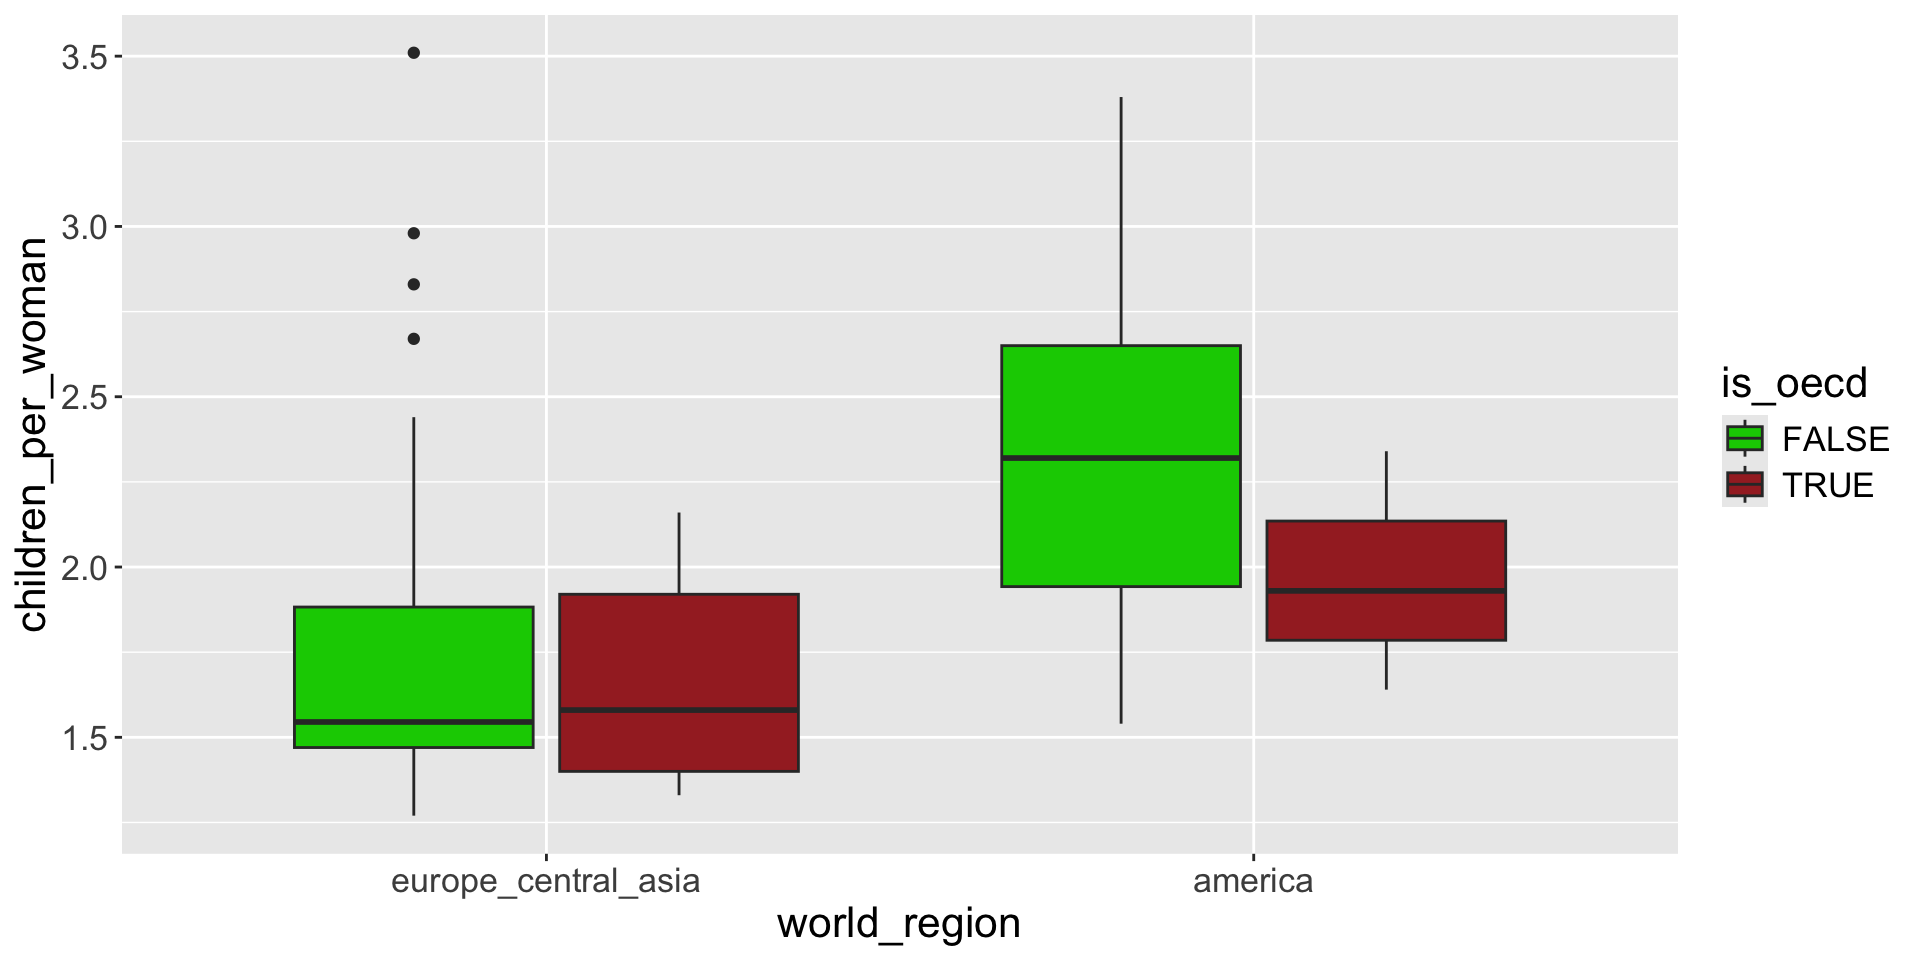 3.5
3.0
2.5
2.0
1.5
children_per_woman
europe_central_asia
america
world_region
is_oecd
FALSE
TRUE